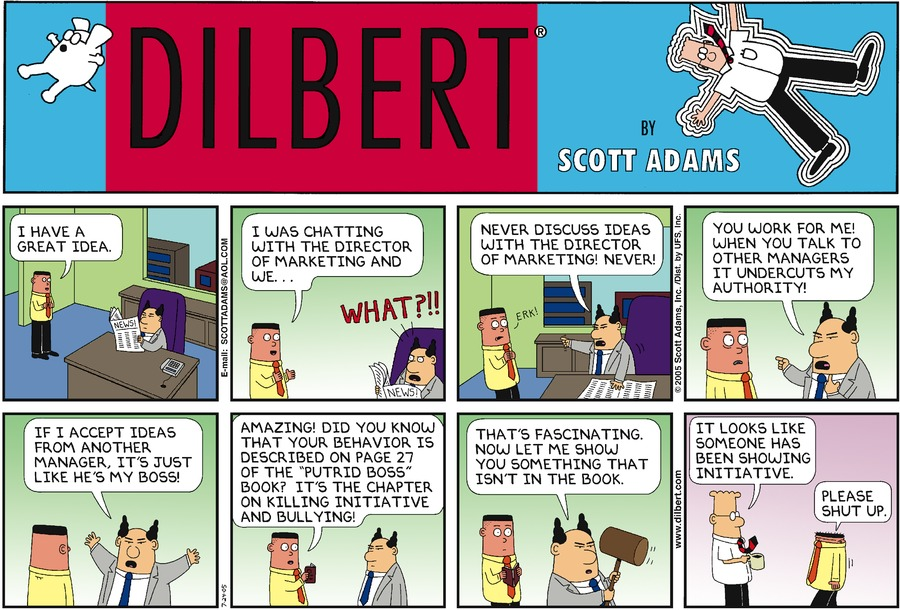 DILBERT®
BY
SCOTT ADAMS
I HAVE A
GREAT IDEA.
NEWS!
E-mail: SCOTTADAMS@AOL.COM
I WAS CHATTING
WITH THE DIRECTOR
OF MARKETING AND
WE...
WHAT?!!
NEWS!
NEVER DISCUSS IDEAS
WITH THE DIRECTOR
OF MARKETING! NEVER!
ERK!
© 2005 Scott Adams, Inc./Dist. by UFS, Inc.
YOU WORK FOR ME!
WHEN YOU TALK TO
OTHER MANAGERS
IT UNDERCUTS MY
AUTHORITY!
IF I ACCEPT IDEAS
FROM ANOTHER
MANAGER, IT'S JUST
LIKE HE'S MY BOSS!
7-24-05
AMAZING! DID YOU KNOW
THAT YOUR BEHAVIOR IS
DESCRIBED ON PAGE 27
OF THE "PUTRID BOSS"
BOOK? IT'S THE CHAPTER
ON KILLING INITIATIVE
AND BULLYING!
THAT'S FASCINATING.
NOW LET ME SHOW
YOU SOMETHING THAT
ISN'T IN THE BOOK.
www.dilbert.com
IT LOOKS LIKE
SOMEONE HAS
BEEN SHOWING
INITIATIVE.
PLEASE
SHUT UP.